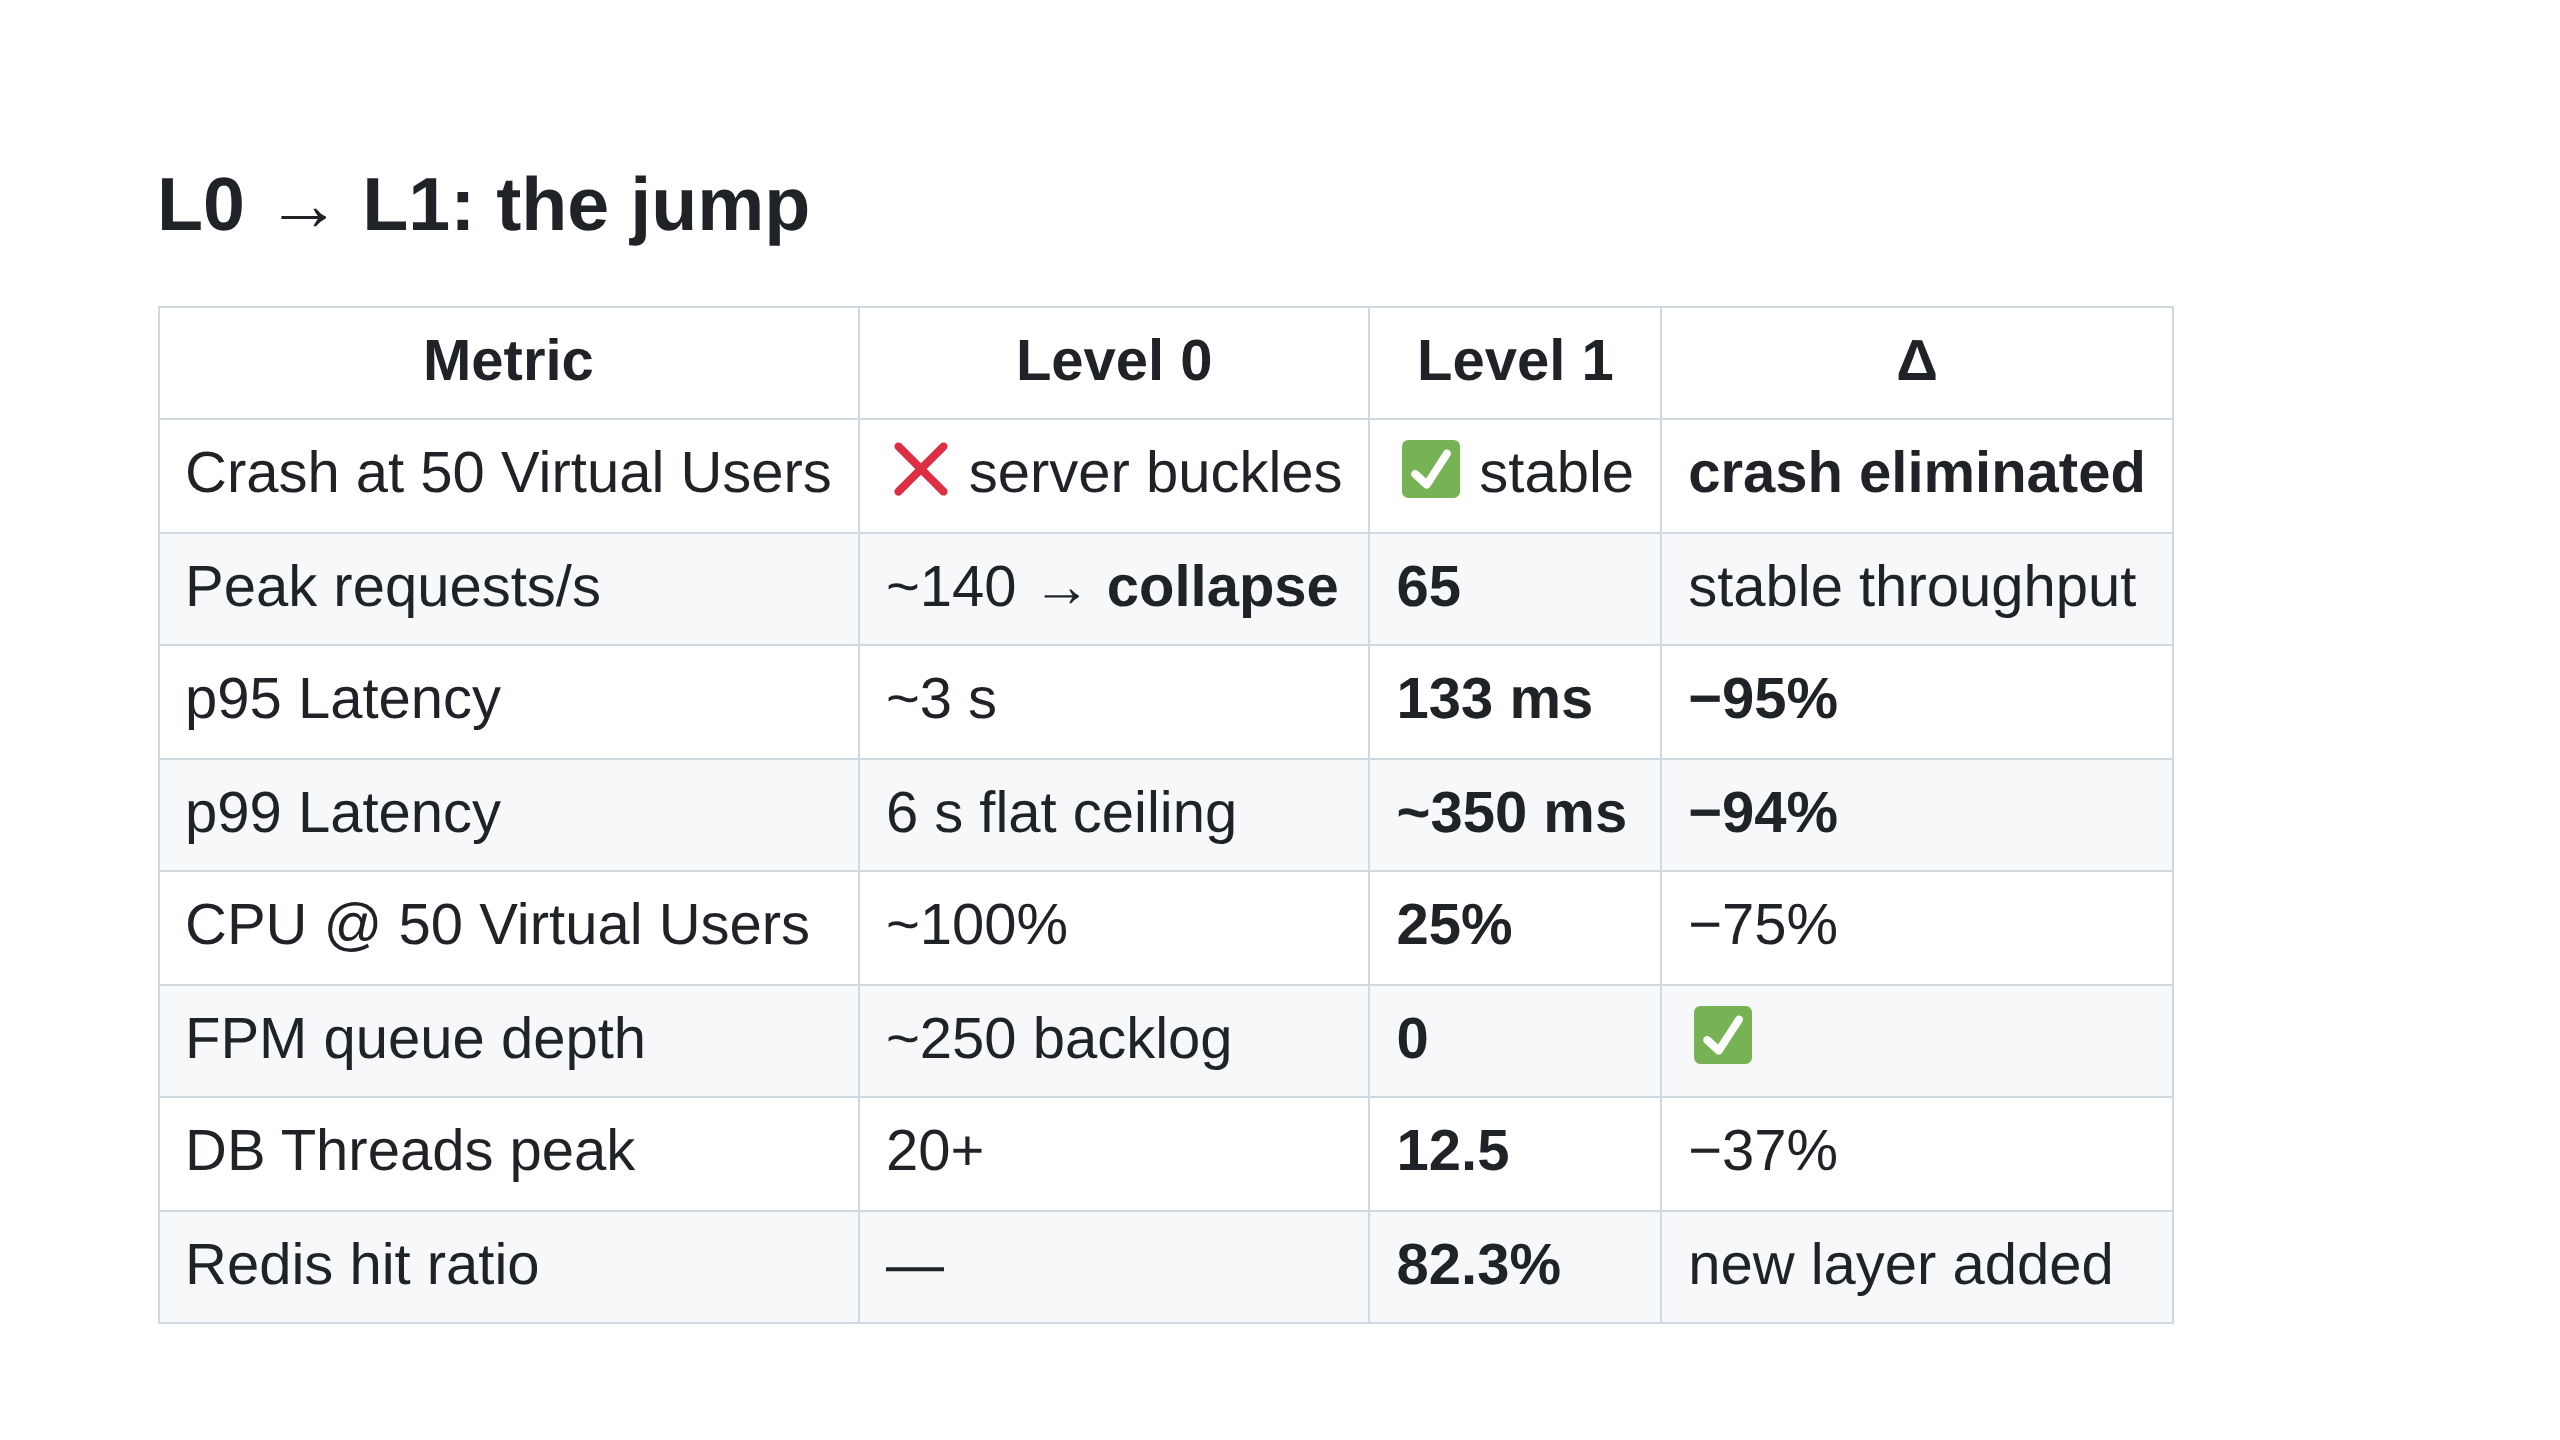 L0 → L1: the jump
Metric Level 0 Level 1 Δ
Crash at 50 Virtual Users ❌ server buckles ✅ stable crash eliminated
Peak requests/s ~140 → collapse 65 stable throughput
p95 Latency ~3 s 133 ms −95%
p99 Latency 6 s flat ceiling ~350 ms −94%
CPU @ 50 Virtual Users ~100% 25% −75%
FPM queue depth ~250 backlog 0 ✅
DB Threads peak 20+ 12.5 −37%
Redis hit ratio — 82.3% new layer added